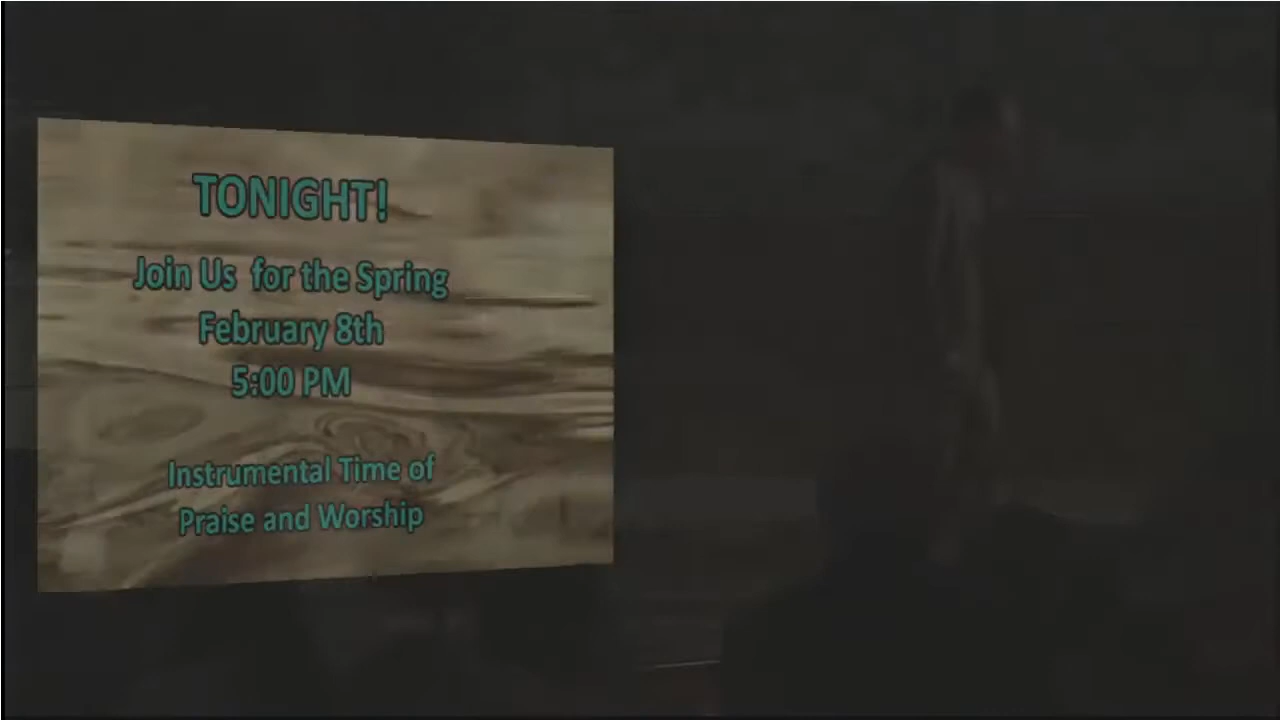 TONIGHT!
Join Us for the Spring
February 8th
5:00 PM
Instrumental Time of
Praise and Worship